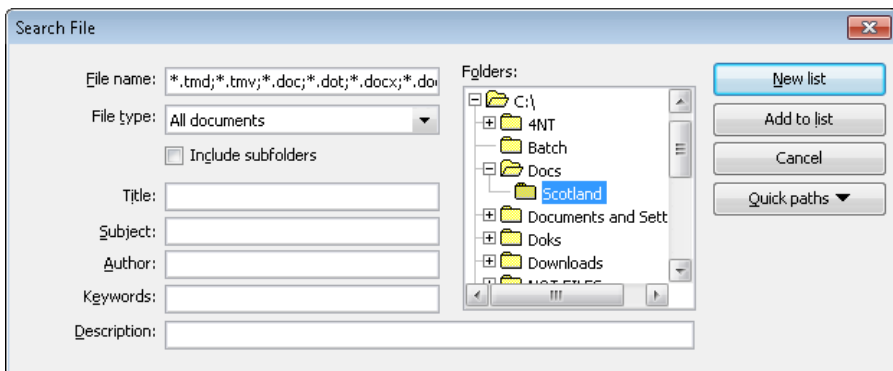 Search File
File name: *.tmd;*.tmv;*.doc;*.dot;*.docx;*.do
File type: All documents
Include subfolders
Title:
Subject:
Author:
Keywords:
Description:
Folders:
C:\
4NT
Batch
Docs
Scotland
Documents and Sett
Doks
Downloads
New list
Add to list
Cancel
Quick paths